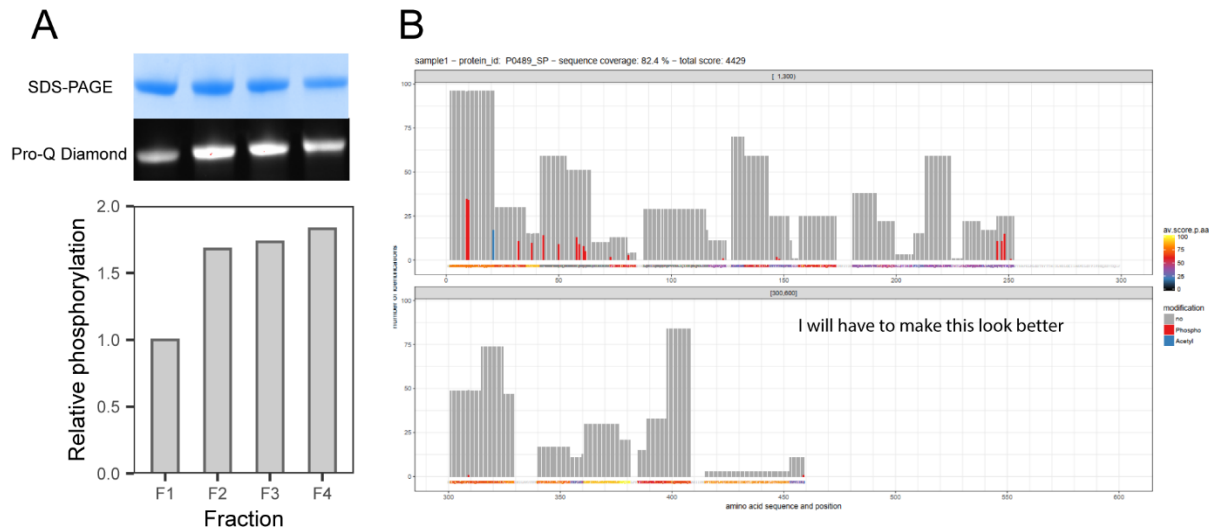 A
SDS-PAGE
Pro-Q Diamond
Relative phosphorylation
2.0
1.5
1.0
0.5
0.0
F1 F2 F3 F4
Fraction
B
sample1 – protein_id: P0489_SP – sequence coverage: 82.4 % – total score: 4429
[ 1,300)
100
75
50
25
0
0 50 100 150 200 250 300
[300,600]
I will have to make this look better
100
75
50
25
0
300 350 400 450 500 550 600
amino acid sequence and position
av.score.p.aa
100
75
50
25
0
modification
no
Phospho
Acetyl